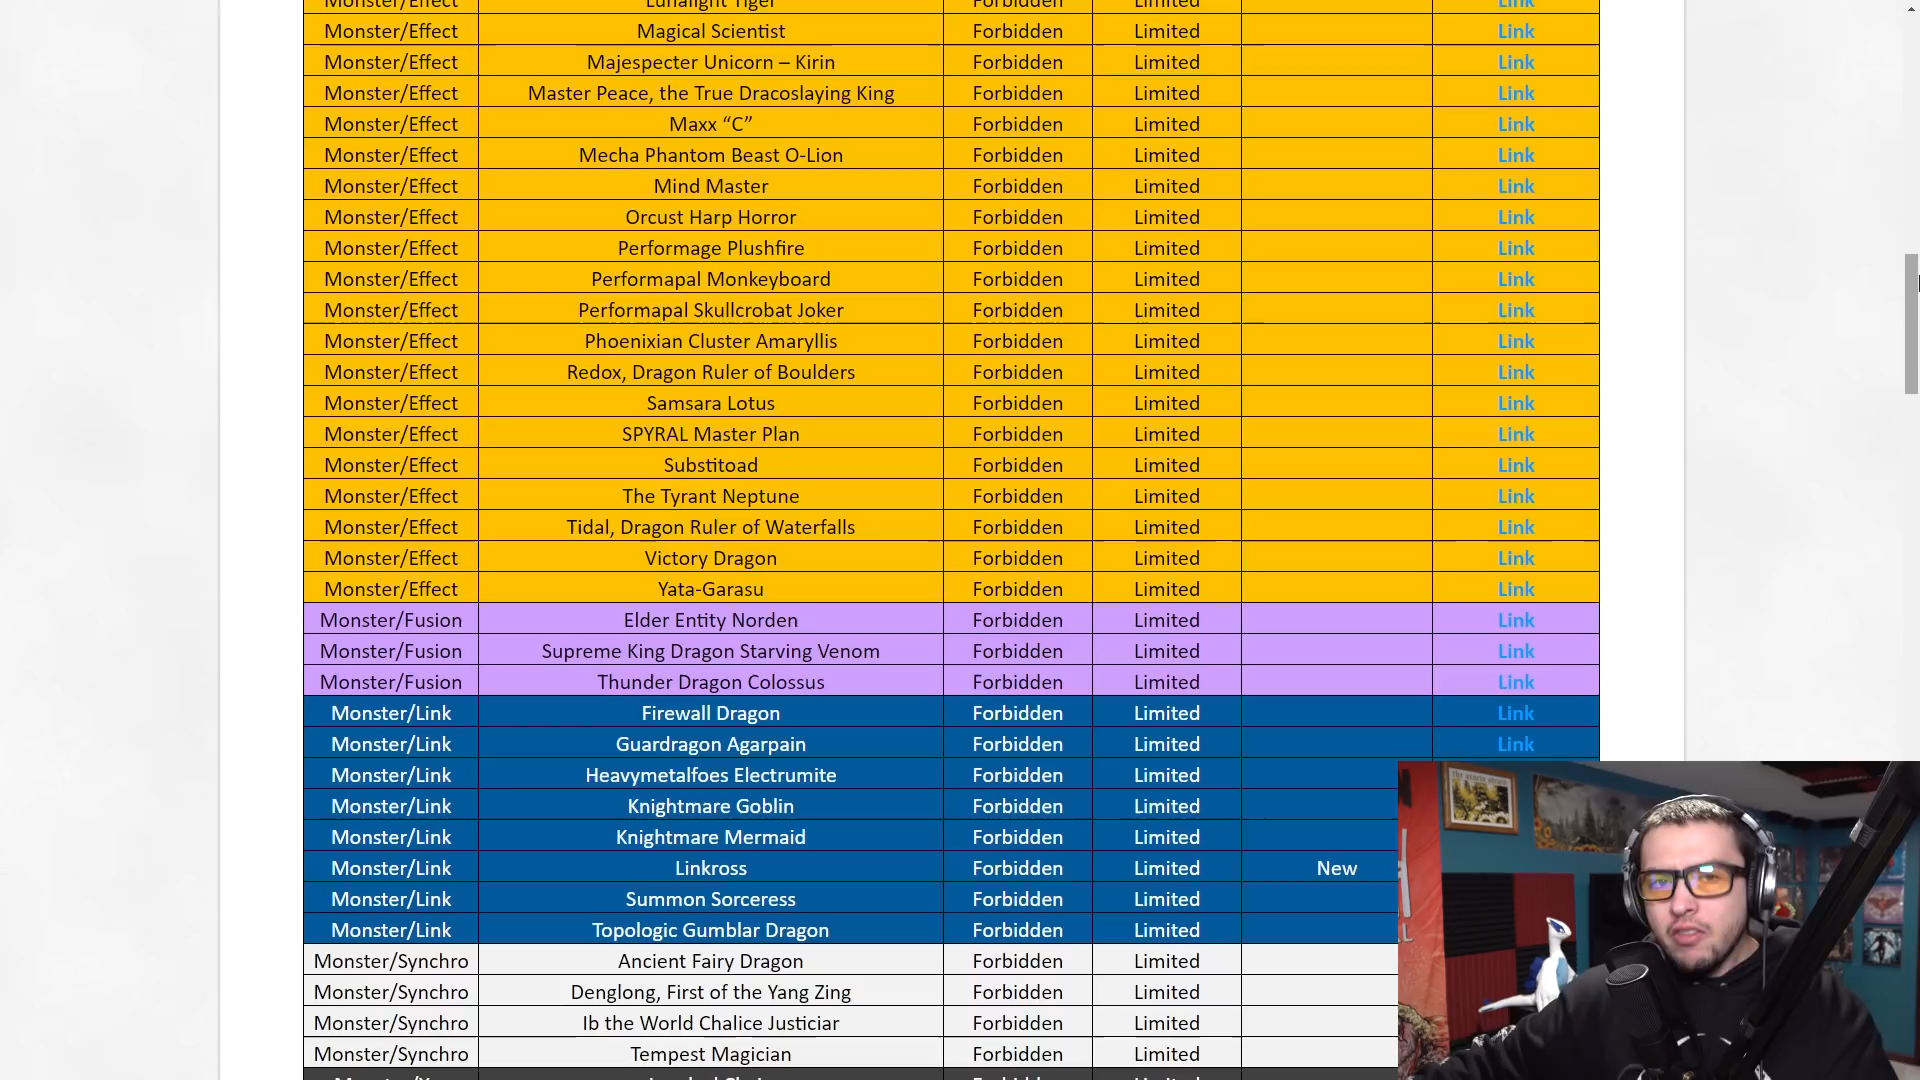 Monster/Effect Lunalight Tiger Forbidden Limited Link
Monster/Effect Magical Scientist Forbidden Limited Link
Monster/Effect Majespecter Unicorn – Kirin Forbidden Limited Link
Monster/Effect Master Peace, the True Dracoslaying King Forbidden Limited Link
Monster/Effect Maxx “C” Forbidden Limited Link
Monster/Effect Mecha Phantom Beast O-Lion Forbidden Limited Link
Monster/Effect Mind Master Forbidden Limited Link
Monster/Effect Orcust Harp Horror Forbidden Limited Link
Monster/Effect Performage Plushfire Forbidden Limited Link
Monster/Effect Performapal Monkeyboard Forbidden Limited Link
Monster/Effect Performapal Skullcrobat Joker Forbidden Limited Link
Monster/Effect Phoenixian Cluster Amaryllis Forbidden Limited Link
Monster/Effect Redox, Dragon Ruler of Boulders Forbidden Limited Link
Monster/Effect Samsara Lotus Forbidden Limited Link
Monster/Effect SPYRAL Master Plan Forbidden Limited Link
Monster/Effect Substitoad Forbidden Limited Link
Monster/Effect The Tyrant Neptune Forbidden Limited Link
Monster/Effect Tidal, Dragon Ruler of Waterfalls Forbidden Limited Link
Monster/Effect Victory Dragon Forbidden Limited Link
Monster/Effect Yata-Garasu Forbidden Limited Link
Monster/Fusion Elder Entity Norden Forbidden Limited Link
Monster/Fusion Supreme King Dragon Starving Venom Forbidden Limited Link
Monster/Fusion Thunder Dragon Colossus Forbidden Limited Link
Monster/Link Firewall Dragon Forbidden Limited Link
Monster/Link Guardragon Agarpain Forbidden Limited Link
Monster/Link Heavymetalfoes Electrumite Forbidden Limited
Monster/Link Knightmare Goblin Forbidden Limited
Monster/Link Knightmare Mermaid Forbidden Limited
Monster/Link Linkross Forbidden Limited New
Monster/Link Summon Sorceress Forbidden Limited
Monster/Link Topologic Gumblar Dragon Forbidden Limited
Monster/Synchro Ancient Fairy Dragon Forbidden Limited
Monster/Synchro Denglong, First of the Yang Zing Forbidden Limited
Monster/Synchro Ib the World Chalice Justiciar Forbidden Limited
Monster/Synchro Tempest Magician Forbidden Limited